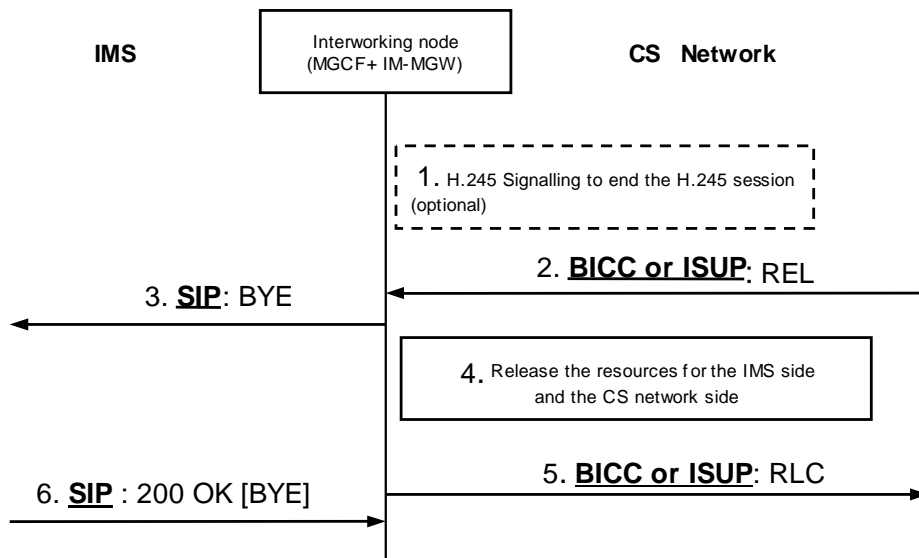 IMS
Interworking node
(MGCF+ IM-MGW)
CS Network
1. H.245 Signalling to end the H.245 session
(optional)
2. BICC or ISUP: REL
3. SIP: BYE
4. Release the resources for the IMS side
and the CS network side
5. BICC or ISUP: RLC
6. SIP : 200 OK [BYE]